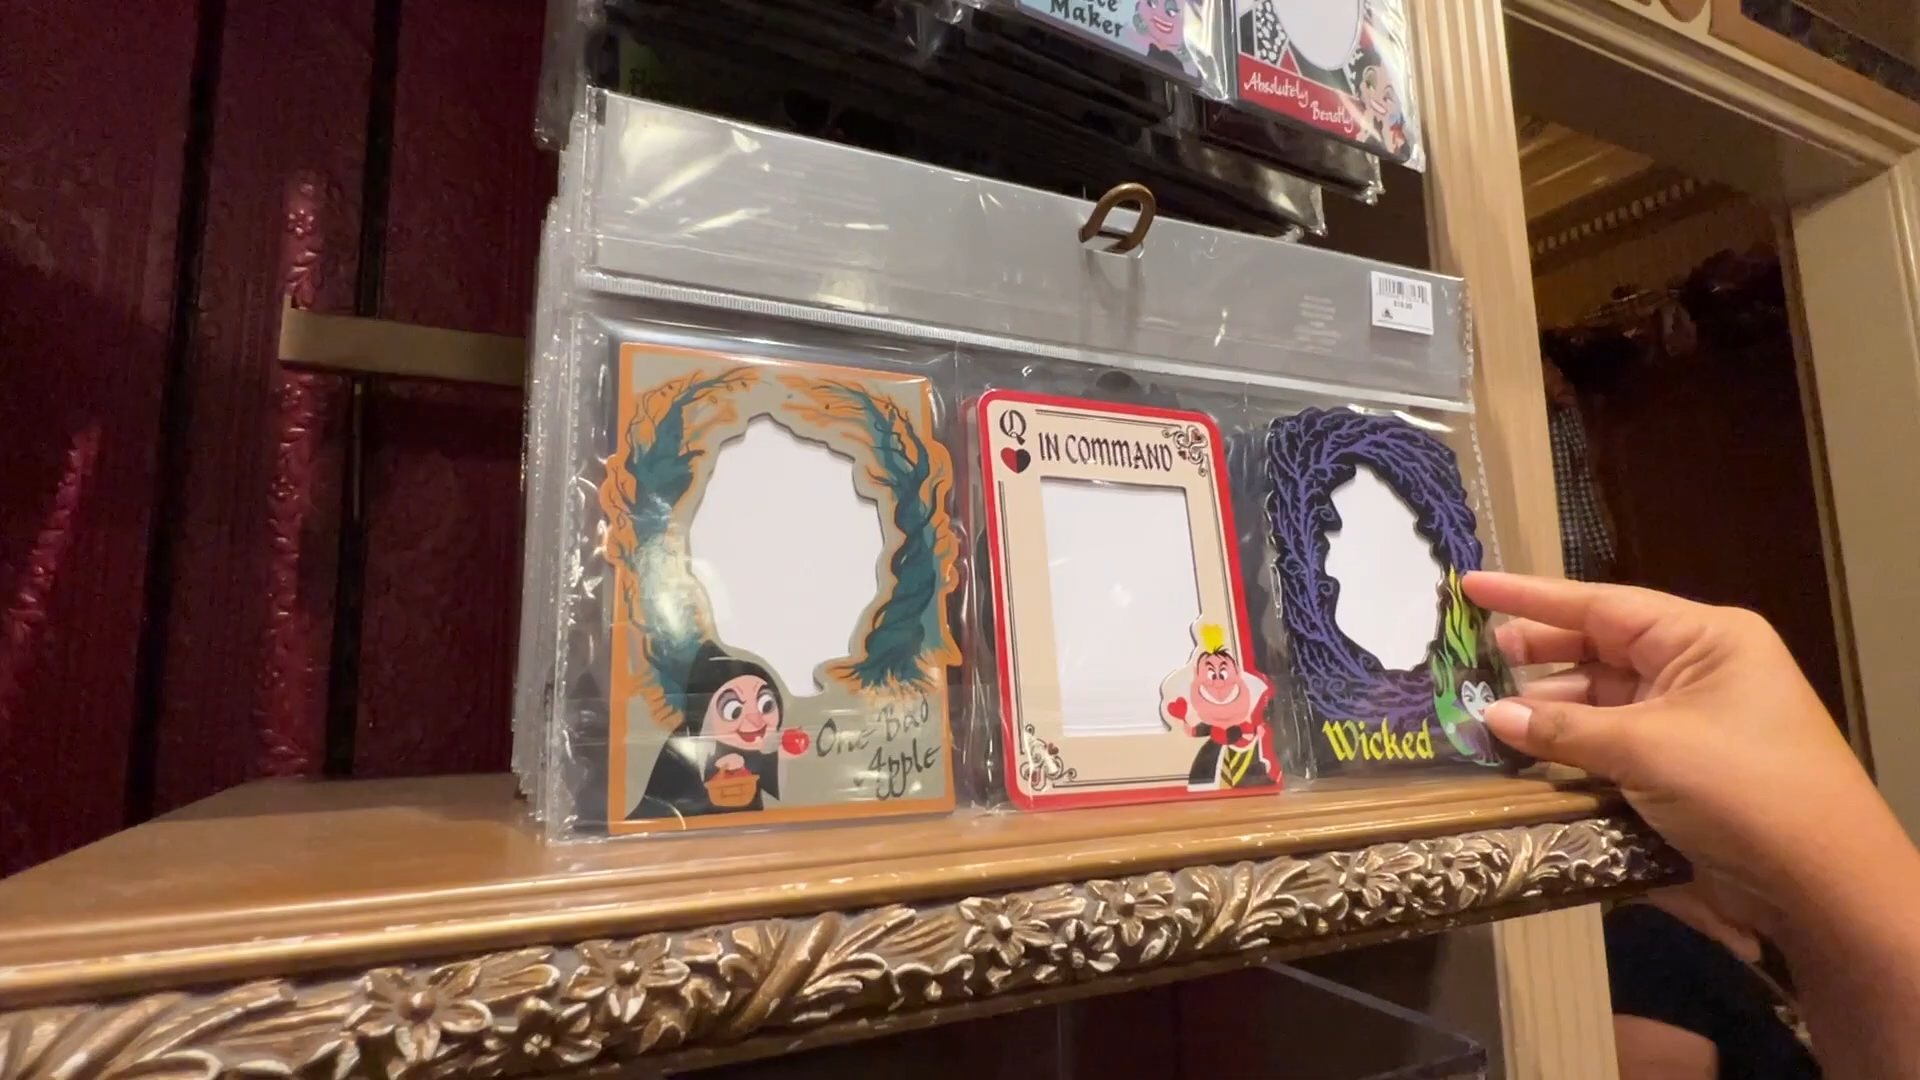 Maker
Absolutely
Beastly
Q
IN COMMAND
One Bad
Apple
Wicked